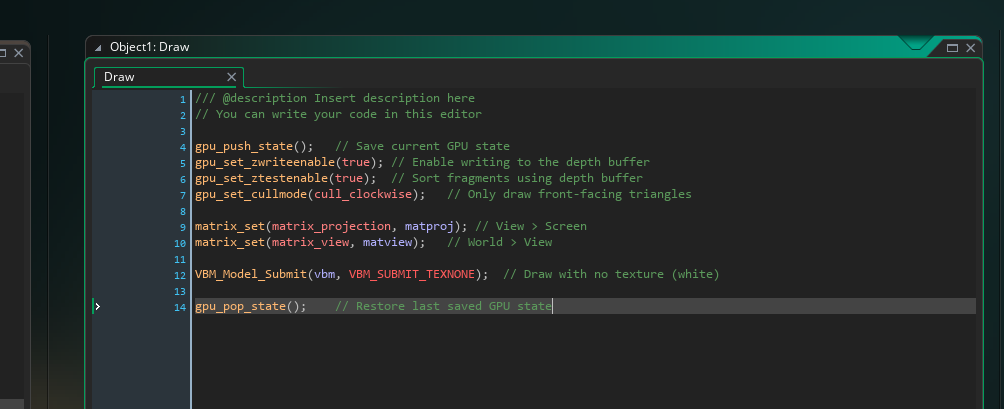 Object1: Draw
Draw
1 /// @description Insert description here
2 // You can write your code in this editor
3
4 gpu_push_state();   // Save current GPU state
5 gpu_set_zwriteenable(true); // Enable writing to the depth buffer
6 gpu_set_ztestenable(true);  // Sort fragments using depth buffer
7 gpu_set_cullmode(cull_clockwise);   // Only draw front-facing triangles
8
9 matrix_set(matrix_projection, matproj); // View > Screen
10 matrix_set(matrix_view, matview);   // World > View
11
12 VBM_Model_Submit(vbm, VBM_SUBMIT_TEXNONE);  // Draw with no texture (white)
13
14 gpu_pop_state();    // Restore last saved GPU state